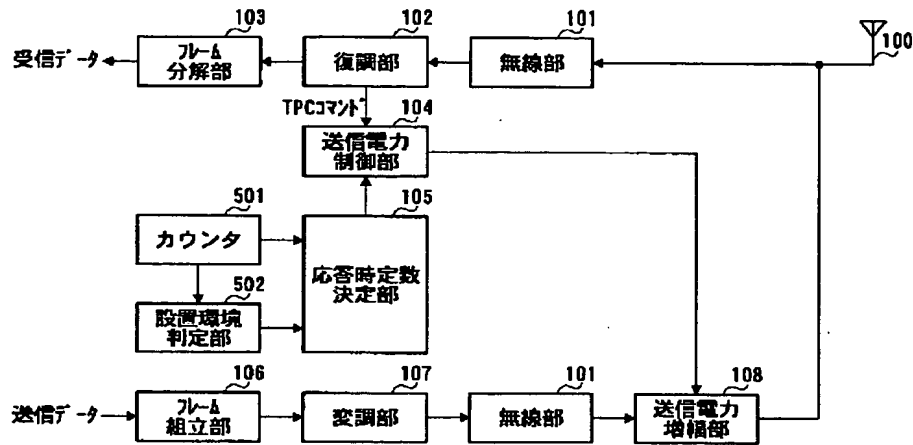 103
102
101
100
受信ﾃﾞｰﾀ
ﾌﾚｰﾑ
分解部
復調部
無線部
TPCｺﾏﾝﾄﾞ
104
送信電力
制御部
501
105
カウンタ
応答時定数
決定部
502
設置環境
判定部
106
107
101
108
送信ﾃﾞｰﾀ
ﾌﾚｰﾑ
組立部
変調部
無線部
送信電力
増幅部